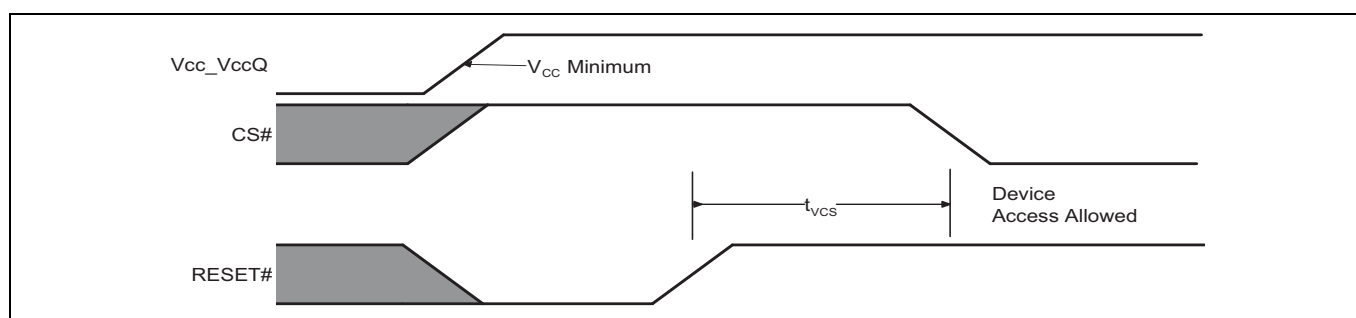 Vcc_VccQ
VCC Minimum
CS#
tVCS
Device
Access Allowed
RESET#